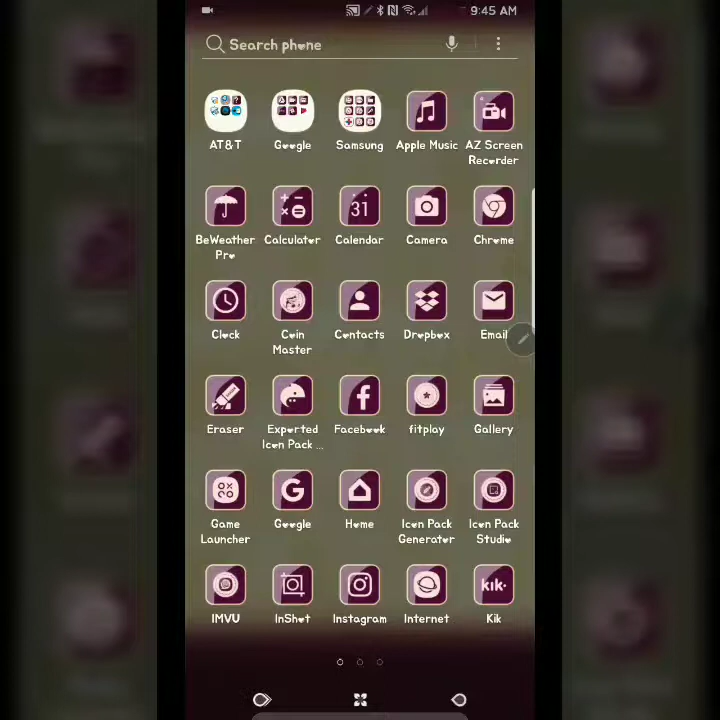 9:45 AM
Search phone
AT&T Google Samsung Apple Music AZ Screen
Recorder
BeWeather Calculator Calendar Camera Chrome
Pro
31
Clock Coin Contacts Dropbox Email
Master
Eraser Exported Facebook fitplay Gallery
Icon Pack ...
Game Google Home Icon Pack Icon Pack
Launcher Generator Studio
kik.
IMVU InShot Instagram Internet Kik